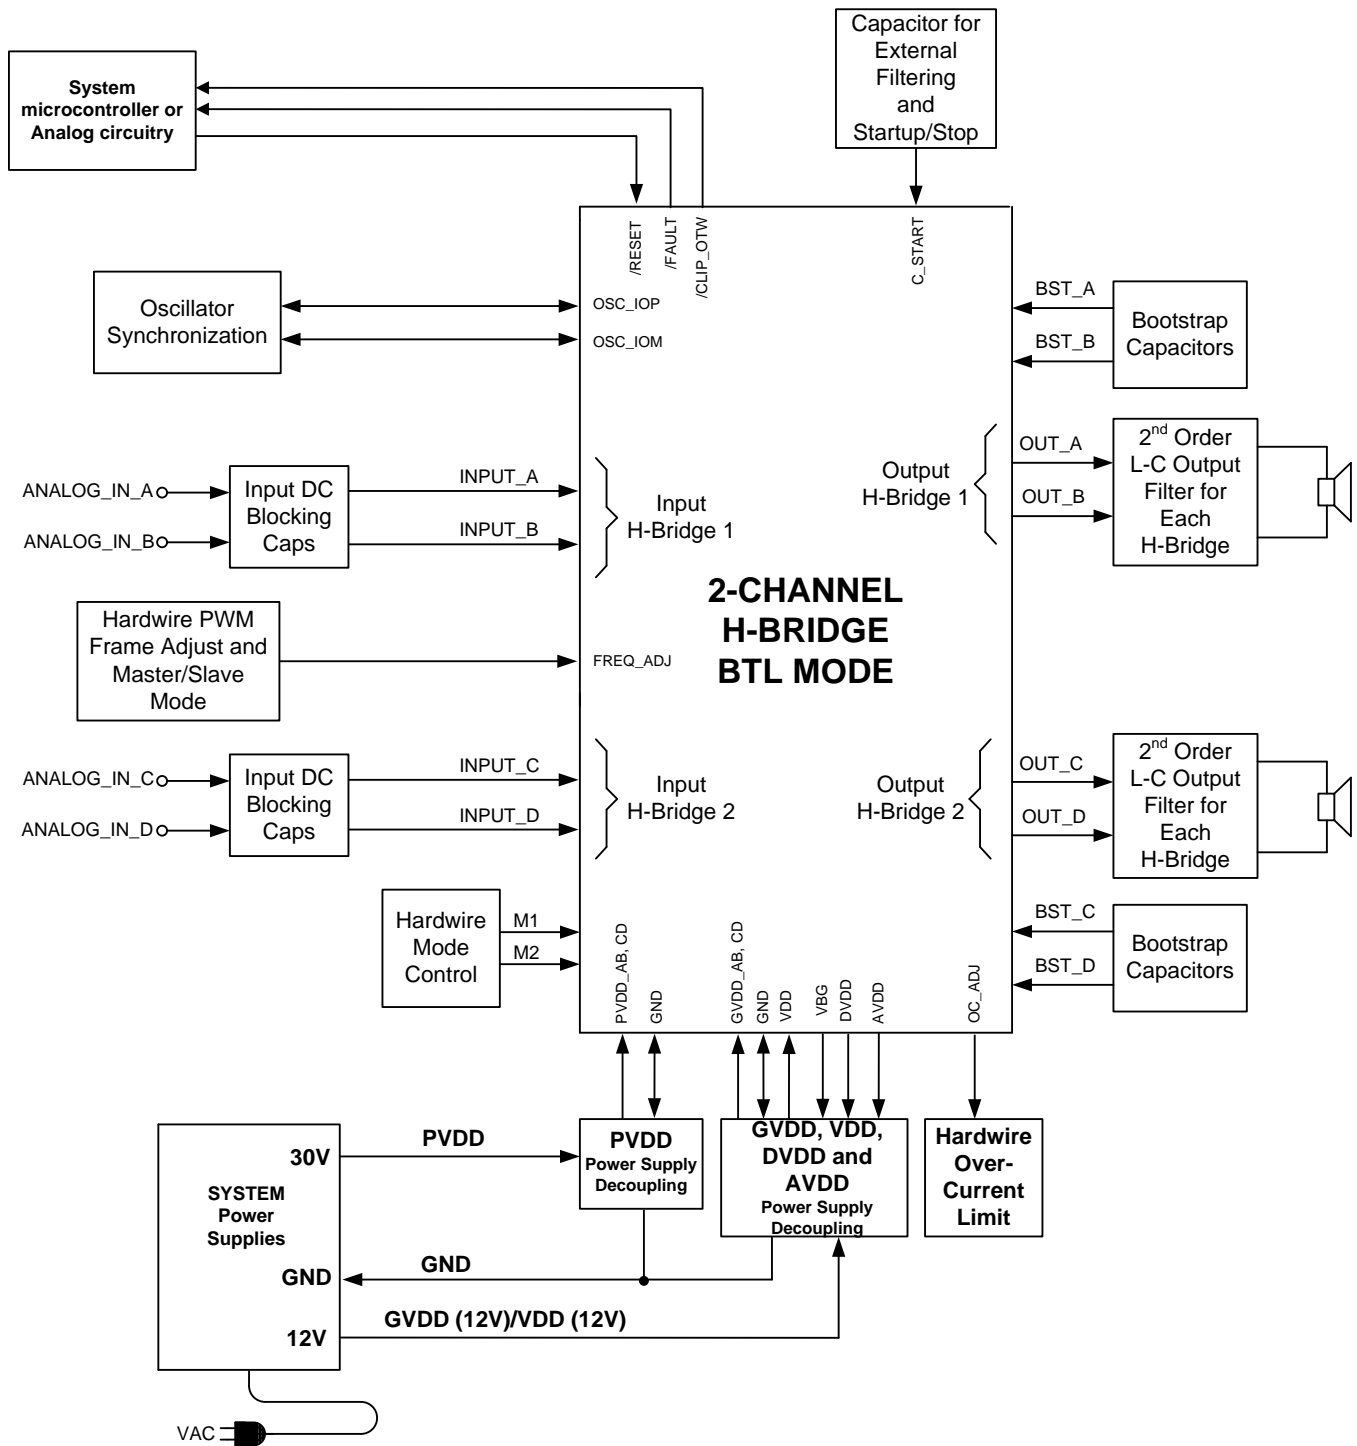 Capacitor for
External
Filtering
and
Startup/Stop
System
microcontroller or
Analog circuitry
/RESET
/FAULT
/CLIP_OTW
C_START
Oscillator
Synchronization
OSC_IOP
OSC_IOM
BST_A
BST_B
Bootstrap
Capacitors
ANALOG_IN_A
ANALOG_IN_B
Input DC
Blocking
Caps
INPUT_A
INPUT_B
Input
H-Bridge 1
Output
H-Bridge 1
OUT_A
OUT_B
2nd Order
L-C Output
Filter for
Each
H-Bridge
2-CHANNEL
H-BRIDGE
BTL MODE
Hardwire PWM
Frame Adjust and
Master/Slave
Mode
FREQ_ADJ
ANALOG_IN_C
ANALOG_IN_D
Input DC
Blocking
Caps
INPUT_C
INPUT_D
Input
H-Bridge 2
Output
H-Bridge 2
OUT_C
OUT_D
2nd Order
L-C Output
Filter for
Each
H-Bridge
Hardwire
Mode
Control
M1
M2
BST_C
BST_D
Bootstrap
Capacitors
PVDD_AB, CD
GND
GVDD_AB, CD
GND
VDD
VBG
DVDD
AVDD
OC_ADJ
PVDD
Power Supply
Decoupling
GVDD, VDD,
DVDD and
AVDD
Power Supply
Decoupling
Hardwire
Over-
Current
Limit
SYSTEM
Power
Supplies
30V
GND
12V
PVDD
GND
GVDD (12V)/VDD (12V)
VAC